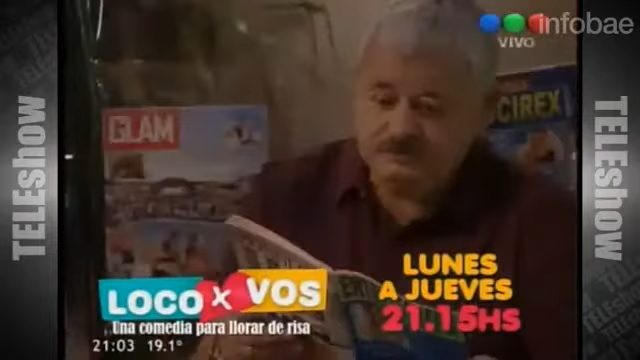 infobae
VIVO
TELEshow
TELEshow
GLAM
CIREX
LUNES
A JUEVES
21.15HS
LOCO x VOS
Una comedia para llorar de risa
21:03 19.1°